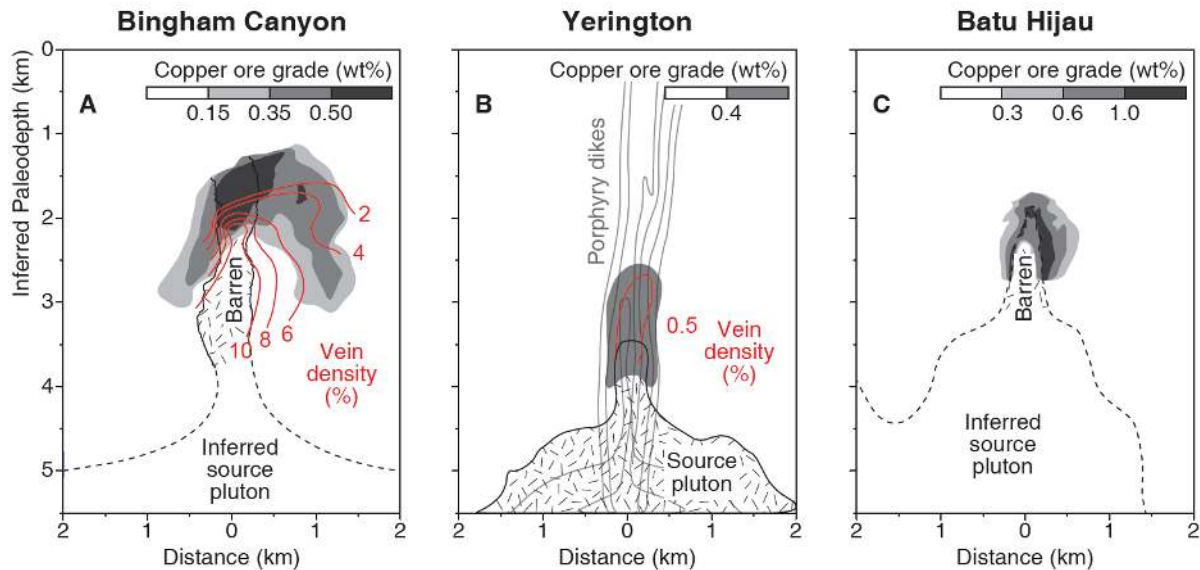 Bingham Canyon
Yerington
Batu Hijau
Inferred Paleodepth (km)
0
1
2
3
4
5
A
Copper ore grade (wt%)
0.15 0.35 0.50
2
4
6
8
10
Barren
Vein
density
(%)
Inferred
source
pluton
2 1 0 1 2
Distance (km)
B
Copper ore grade (wt%)
0.4
Porphyry dikes
0.5
Vein
density
(%)
Source
pluton
2 1 0 1 2
Distance (km)
C
Copper ore grade (wt%)
0.3 0.6 1.0
Barren
Inferred
source
pluton
2 1 0 1 2
Distance (km)